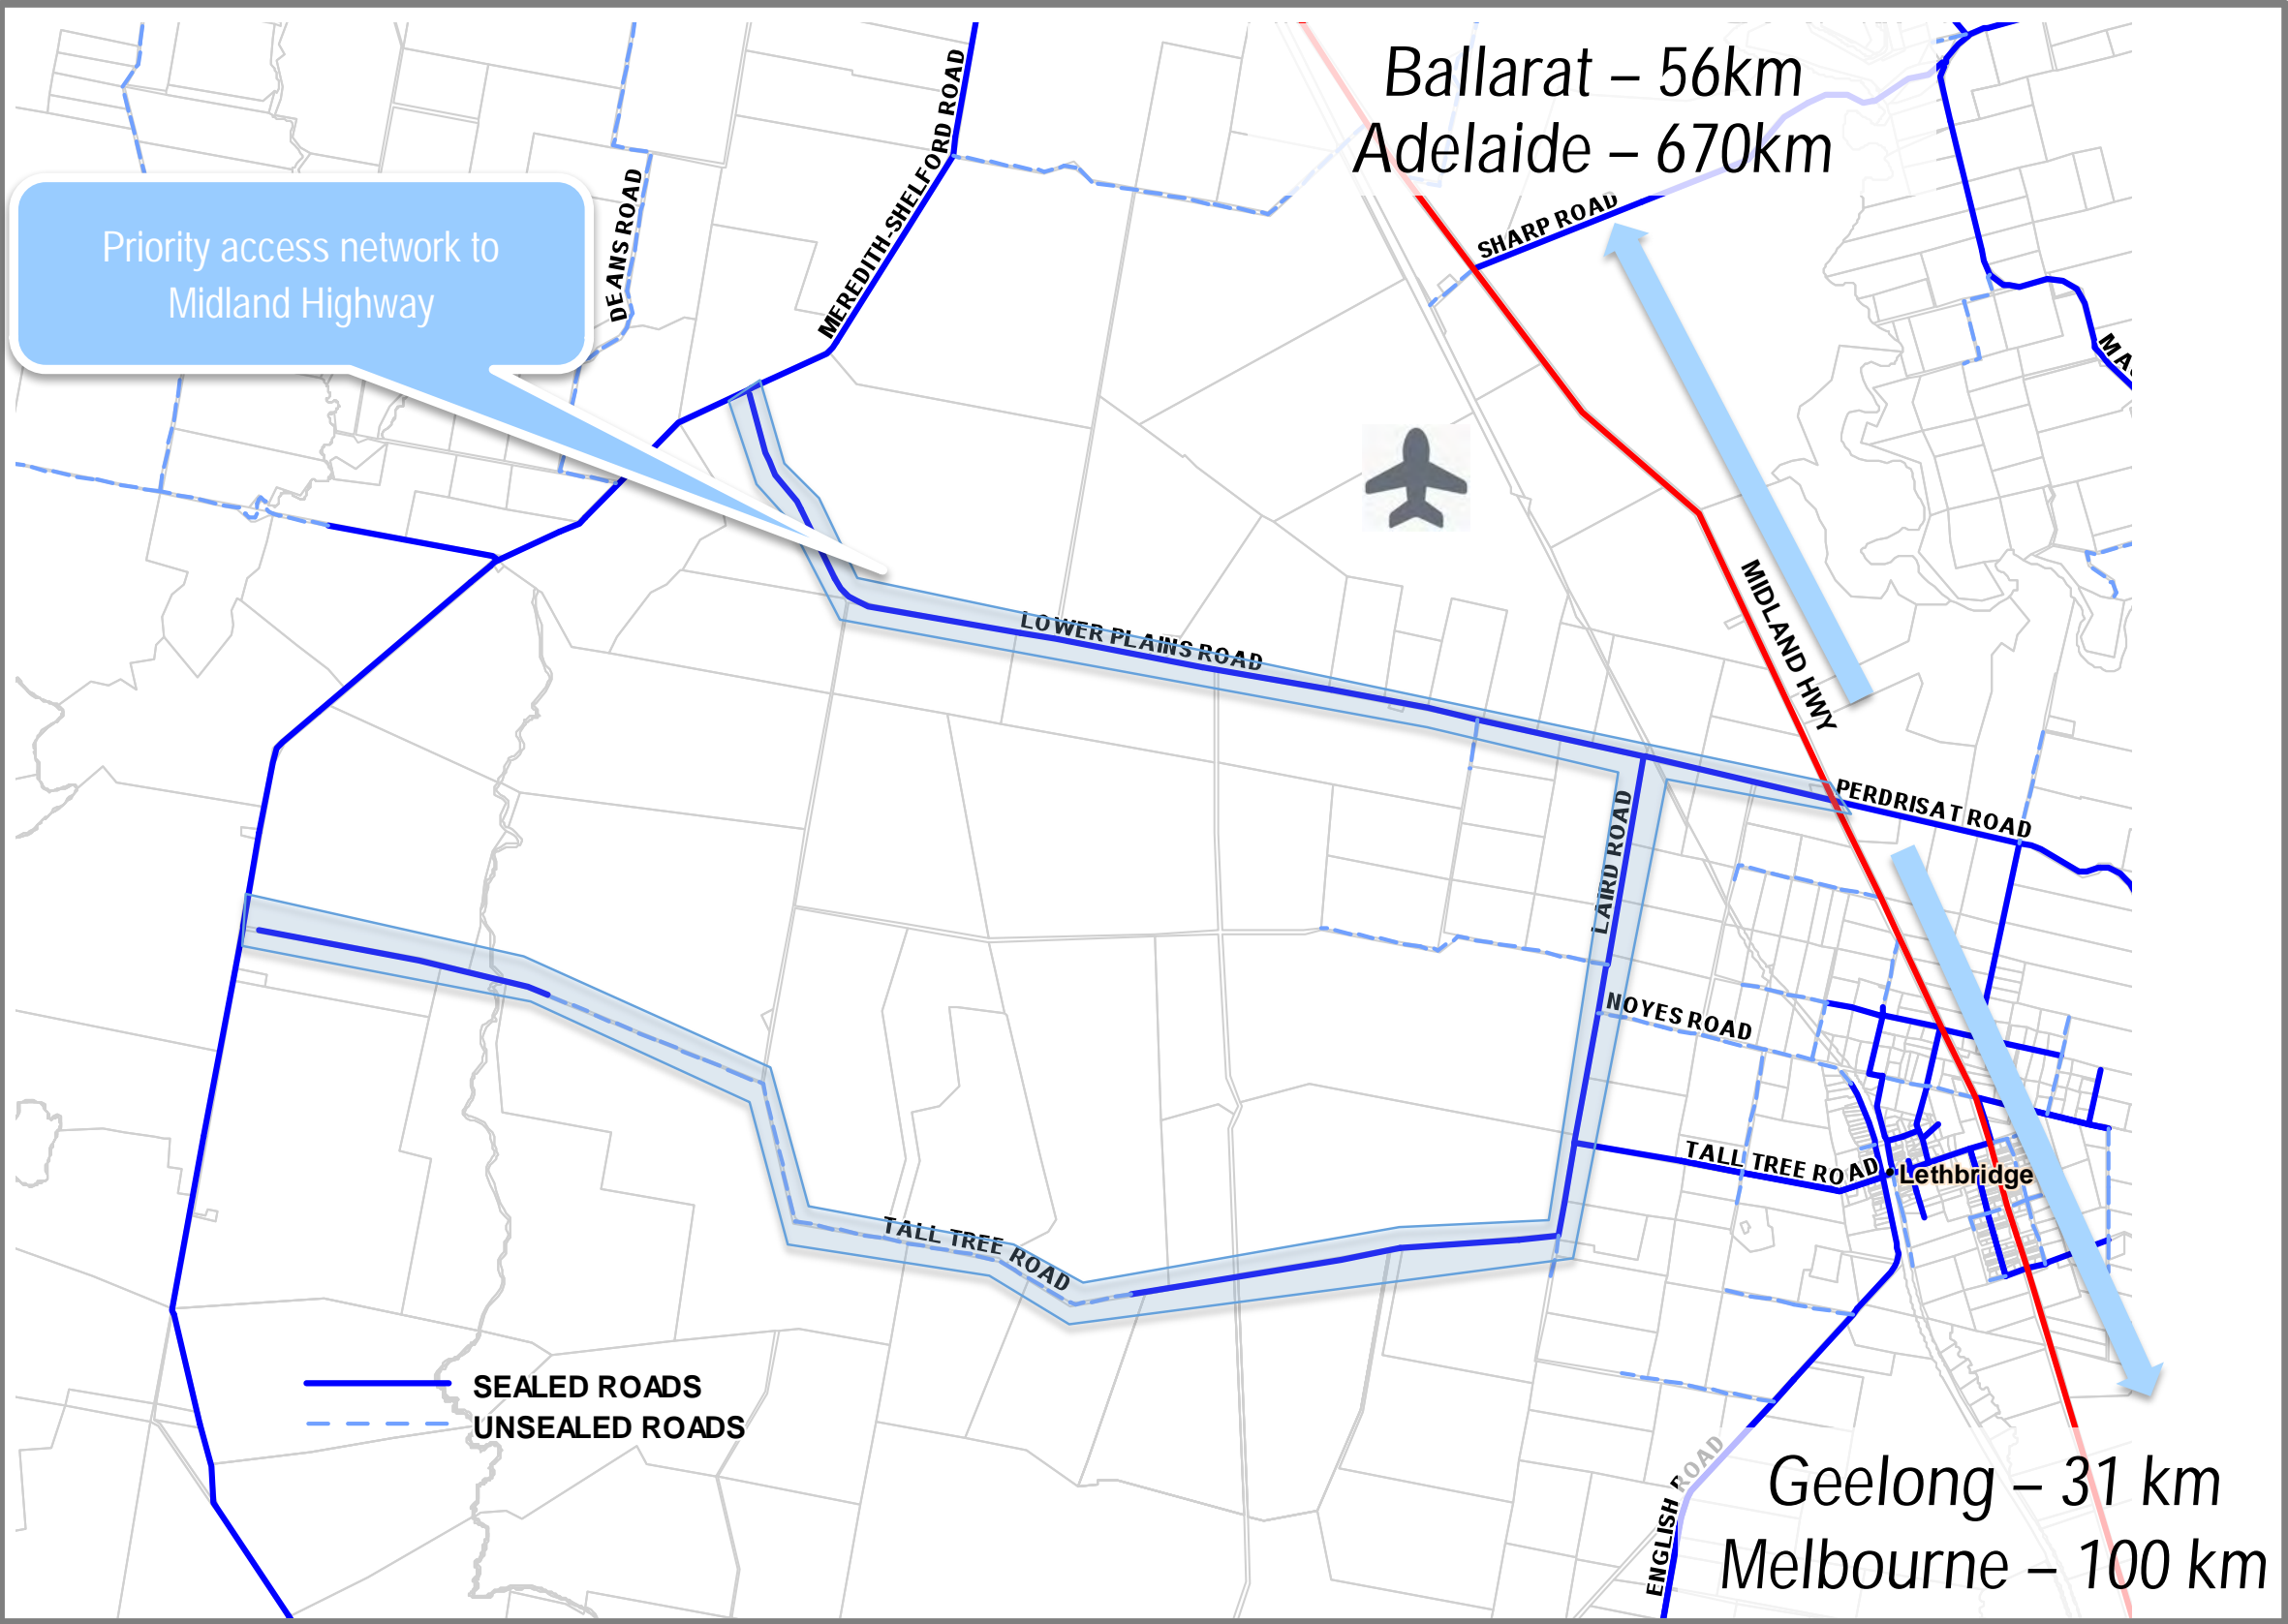 Ballarat – 56km
Adelaide – 670km
MEREDITH-SHELFORD ROAD
DEANS ROAD
SHARP ROAD
Priority access network to
Midland Highway
MIDLAND HWY
LOWER PLAINS ROAD
PERDRISAT ROAD
LAIRD ROAD
NOYES ROAD
TALL TREE ROAD
Lethbridge
TALL TREE ROAD
SEALED ROADS
UNSEALED ROADS
ENGLISH ROAD
Geelong – 31 km
Melbourne – 100 km